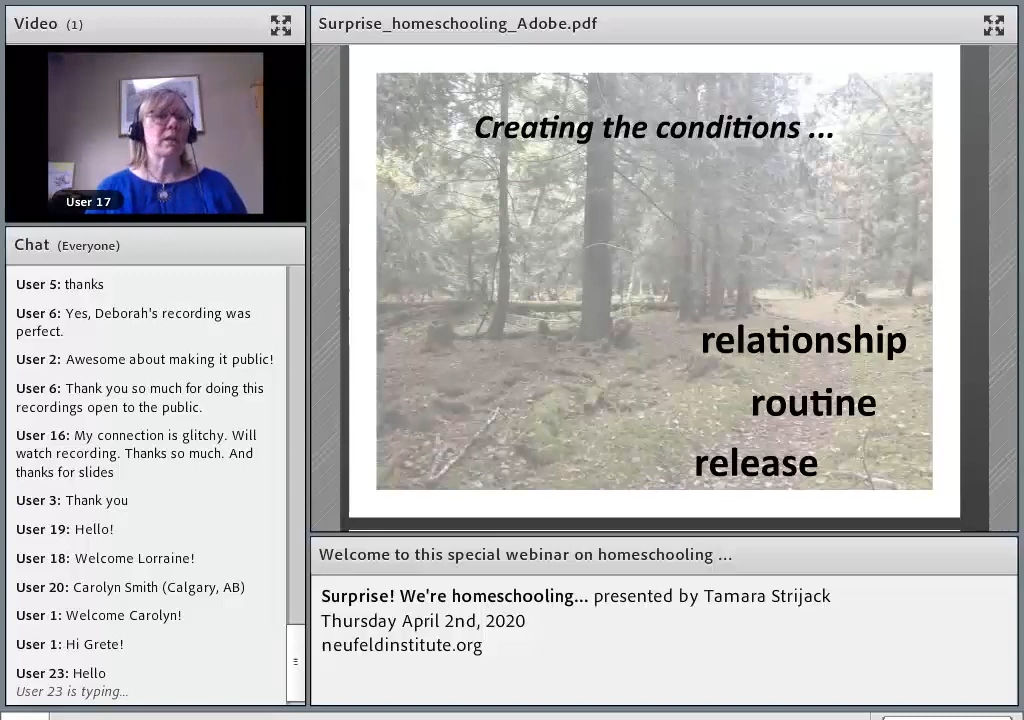 Video (1)
User 17
Chat (Everyone)
User 5: thanks
User 6: Yes, Deborah's recording was
perfect.
User 2: Awesome about making it public!
User 6: Thank you so much for doing this
recordings open to the public.
User 16: My connection is glitchy. Will
watch recording. Thanks so much. And
thanks for slides
User 3: Thank you
User 19: Hello!
User 18: Welcome Lorraine!
User 20: Carolyn Smith (Calgary, AB)
User 1: Welcome Carolyn!
User 1: Hi Grete!
User 23: Hello
User 23 is typing...
Surprise_homeschooling_Adobe.pdf
Creating the conditions ...
relationship
routine
release
Welcome to this special webinar on homeschooling ...
Surprise! We're homeschooling... presented by Tamara Strijack
Thursday April 2nd, 2020
neufeldinstitute.org